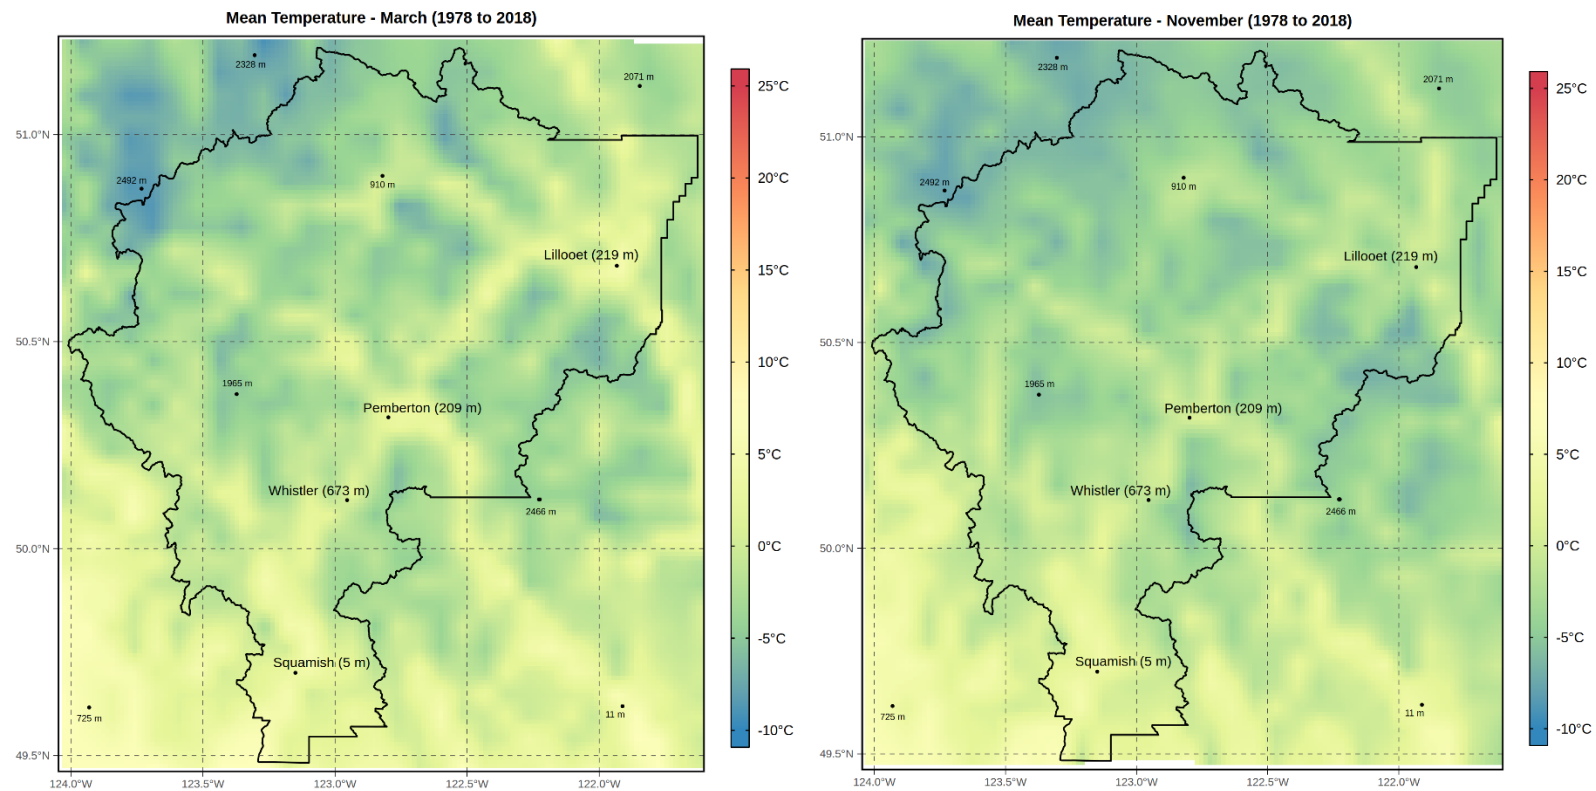 Mean Temperature - March (1978 to 2018)
2328 m
2071 m
25°C
51.0°N
20°C
2492 m
910 m
Lillooet (219 m)
15°C
50.5°N
10°C
1965 m
Pemberton (209 m)
5°C
Whistler (673 m)
2466 m
50.0°N
0°C
-5°C
Squamish (5 m)
725 m
11 m
-10°C
49.5°N
124.0°W 123.5°W 123.0°W 122.5°W 122.0°W
Mean Temperature - November (1978 to 2018)
2328 m
2071 m
25°C
51.0°N
20°C
2492 m
910 m
Lillooet (219 m)
15°C
50.5°N
10°C
1965 m
Pemberton (209 m)
5°C
Whistler (673 m)
2466 m
50.0°N
0°C
-5°C
Squamish (5 m)
725 m
11 m
-10°C
49.5°N
124.0°W 123.5°W 123.0°W 122.5°W 122.0°W